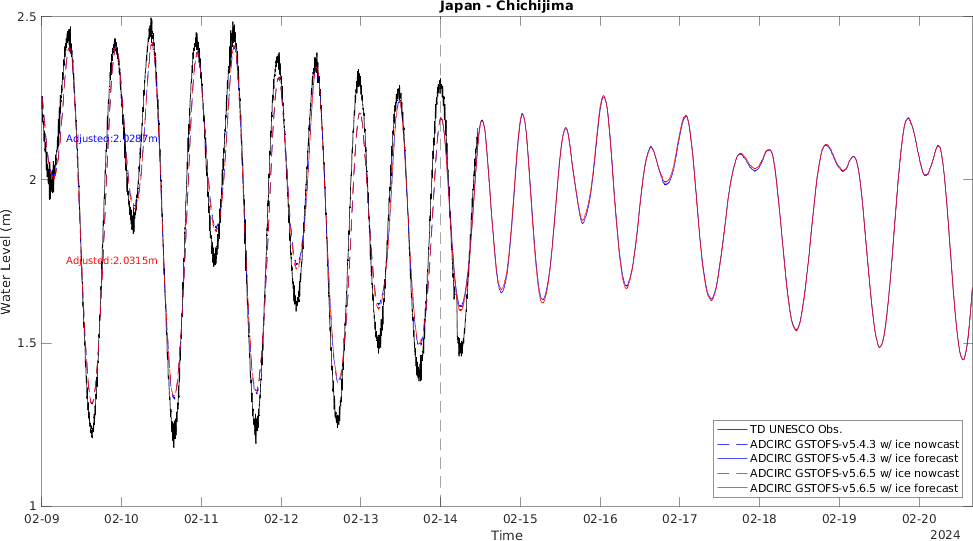 Japan - Chichijima
2.5
2
1.5
1
Water Level (m)
Adjusted:2.0287m
Adjusted:2.0315m
TD UNESCO Obs.
ADCIRC GSTOFS-v5.4.3 w/ ice nowcast
ADCIRC GSTOFS-v5.4.3 w/ ice forecast
ADCIRC GSTOFS-v5.6.5 w/ ice nowcast
ADCIRC GSTOFS-v5.6.5 w/ ice forecast
02-09 02-10 02-11 02-12 02-13 02-14 02-15 02-16 02-17 02-18 02-19 02-20
Time
2024